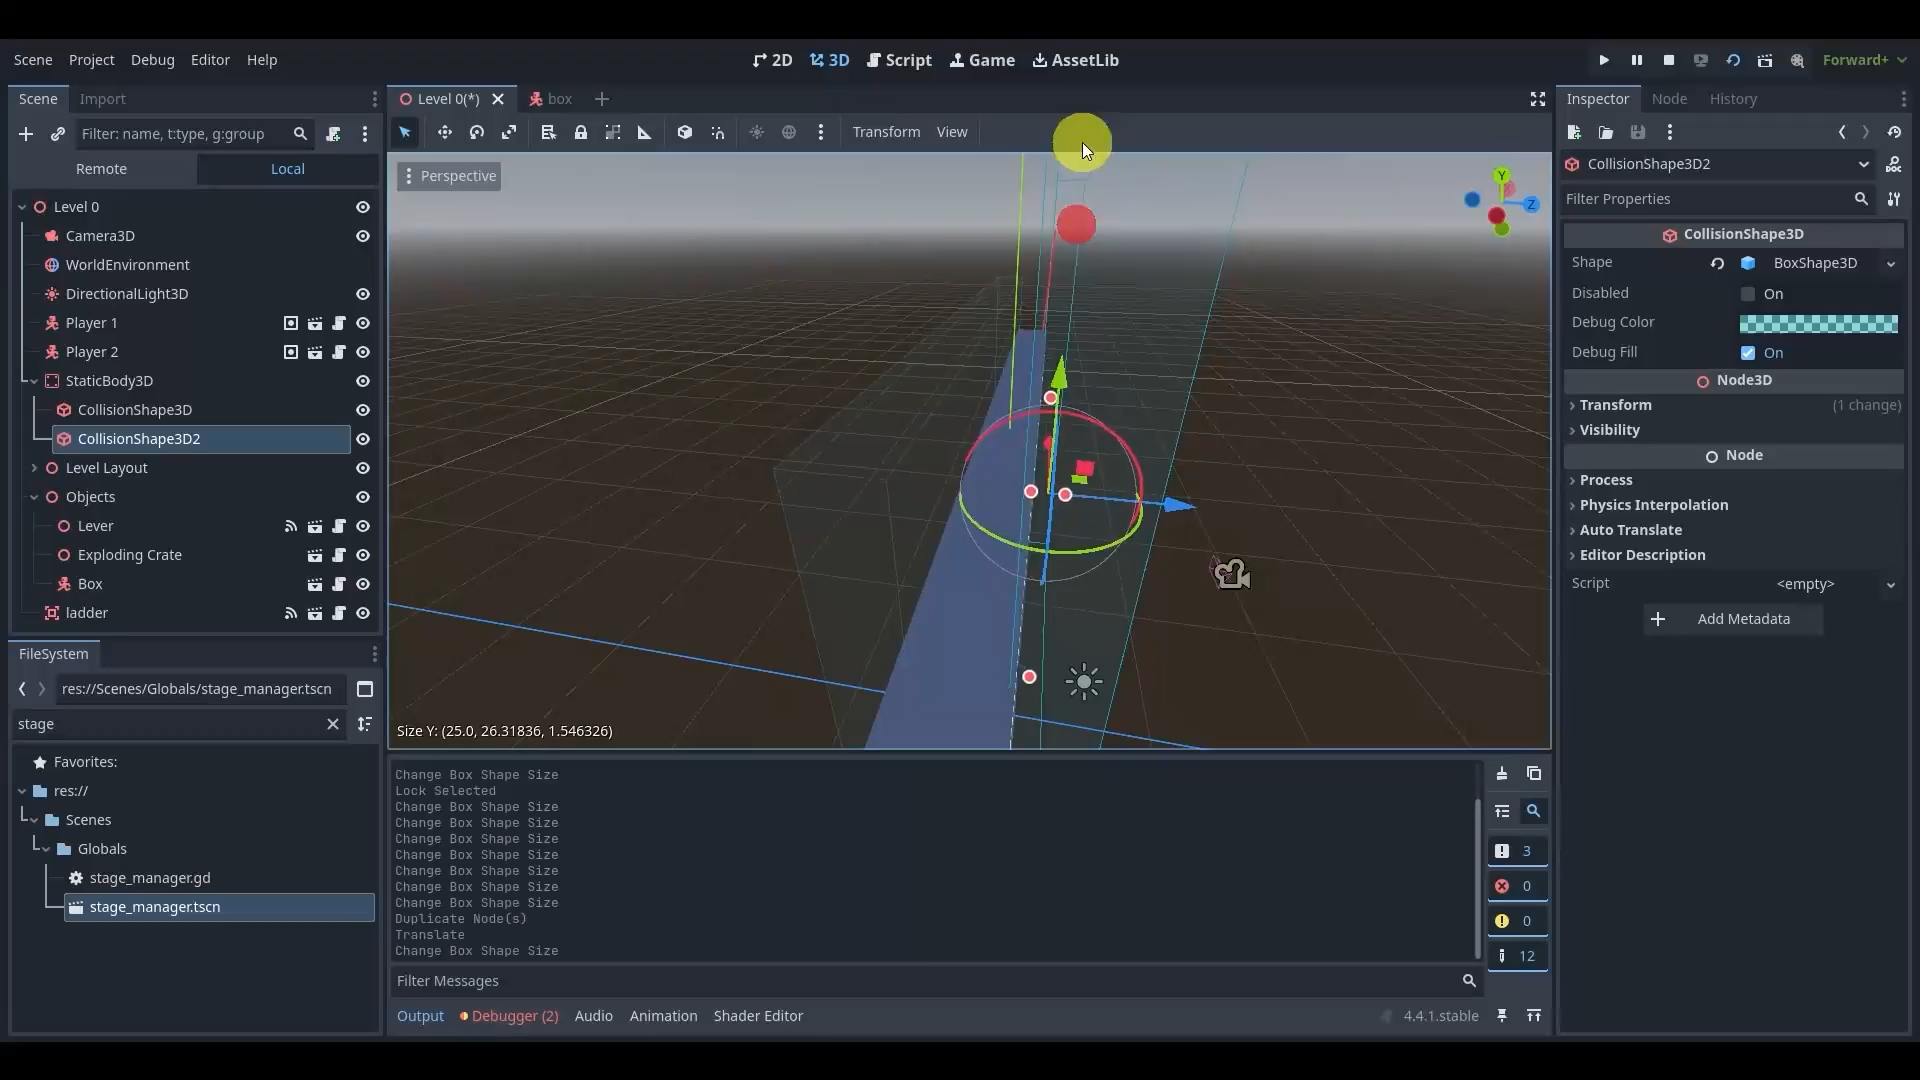 Scene Project Debug Editor Help
2D 3D Script Game AssetLib
Forward+
Scene Import
Filter: name, t:type, g:group
Remote Local
Level 0
Camera3D
WorldEnvironment
DirectionalLight3D
Player 1
Player 2
StaticBody3D
CollisionShape3D
CollisionShape3D2
Level Layout
Objects
Lever
Exploding Crate
Box
ladder
FileSystem
res://Scenes/Globals/stage_manager.tscn
stage
Favorites:
res://
Scenes
Globals
stage_manager.gd
stage_manager.tscn
Level 0(*) box
Transform View
Perspective
Y
Z
Size Y: (25.0, 26.31836, 1.546326)
Change Box Shape Size
Lock Selected
Change Box Shape Size
Change Box Shape Size
Change Box Shape Size
Change Box Shape Size
Change Box Shape Size
Change Box Shape Size
Change Box Shape Size
Duplicate Node(s)
Translate
Change Box Shape Size
3
0
0
12
Filter Messages
Output Debugger (2) Audio Animation Shader Editor
4.4.1.stable
Inspector Node History
CollisionShape3D2
Filter Properties
CollisionShape3D
Shape BoxShape3D
Disabled On
Debug Color
Debug Fill On
Node3D
Transform (1 change)
Visibility
Node
Process
Physics Interpolation
Auto Translate
Editor Description
Script <empty>
Add Metadata